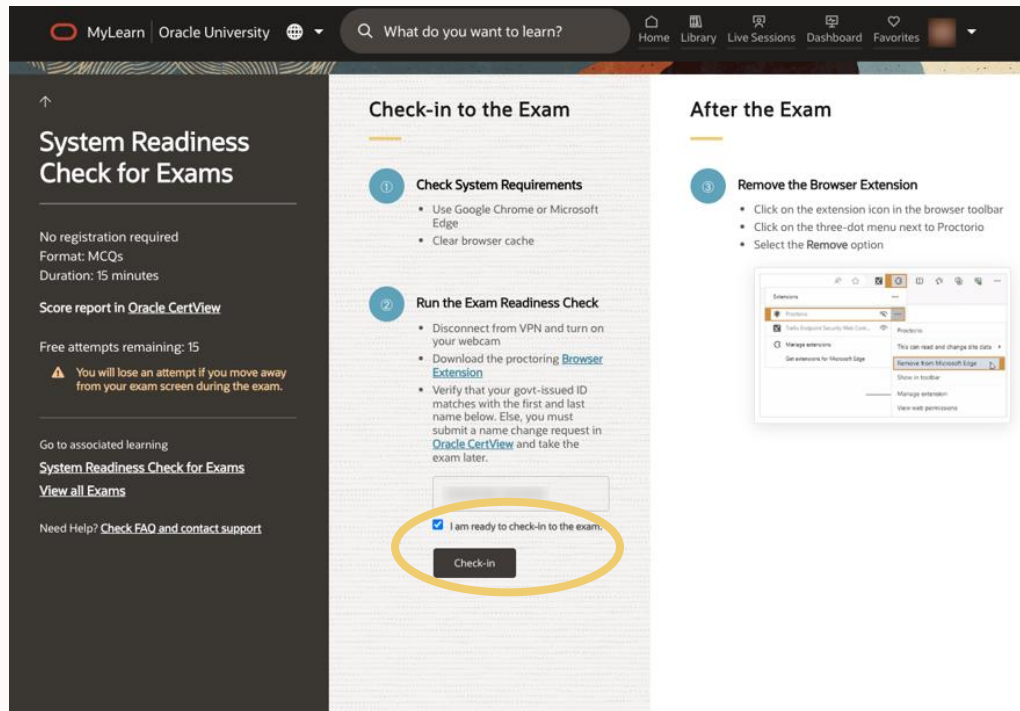 MyLearn | Oracle University
What do you want to learn?
Home Library Live Sessions Dashboard Favorites
System Readiness
Check for Exams
No registration required
Format: MCQs
Duration: 15 minutes
Score report in Oracle CertView
Free attempts remaining: 15
You will lose an attempt if you move away
from your exam screen during the exam.
Go to associated learning
System Readiness Check for Exams
View all Exams
Need Help? Check FAQ and contact support
Check-in to the Exam
1
Check System Requirements
• Use Google Chrome or Microsoft
Edge
• Clear browser cache
2
Run the Exam Readiness Check
• Disconnect from VPN and turn on
your webcam
• Download the proctoring Browser
Extension
• Verify that your govt-issued ID
matches with the first and last
name below. Else, you must
submit a name change request in
Oracle CertView and take the
exam later.
I am ready to check-in to the exam.
Check-in
After the Exam
3
Remove the Browser Extension
• Click on the extension icon in the browser toolbar
• Click on the three-dot menu next to Proctorio
• Select the Remove option
Extensions
Proctorio
Trellix Endpoint Security Web Cont...
Manage extensions
Get extensions for Microsoft Edge
Proctorio
This can read and change site data
Remove from Microsoft Edge
Show in toolbar
Manage extension
View web permissions